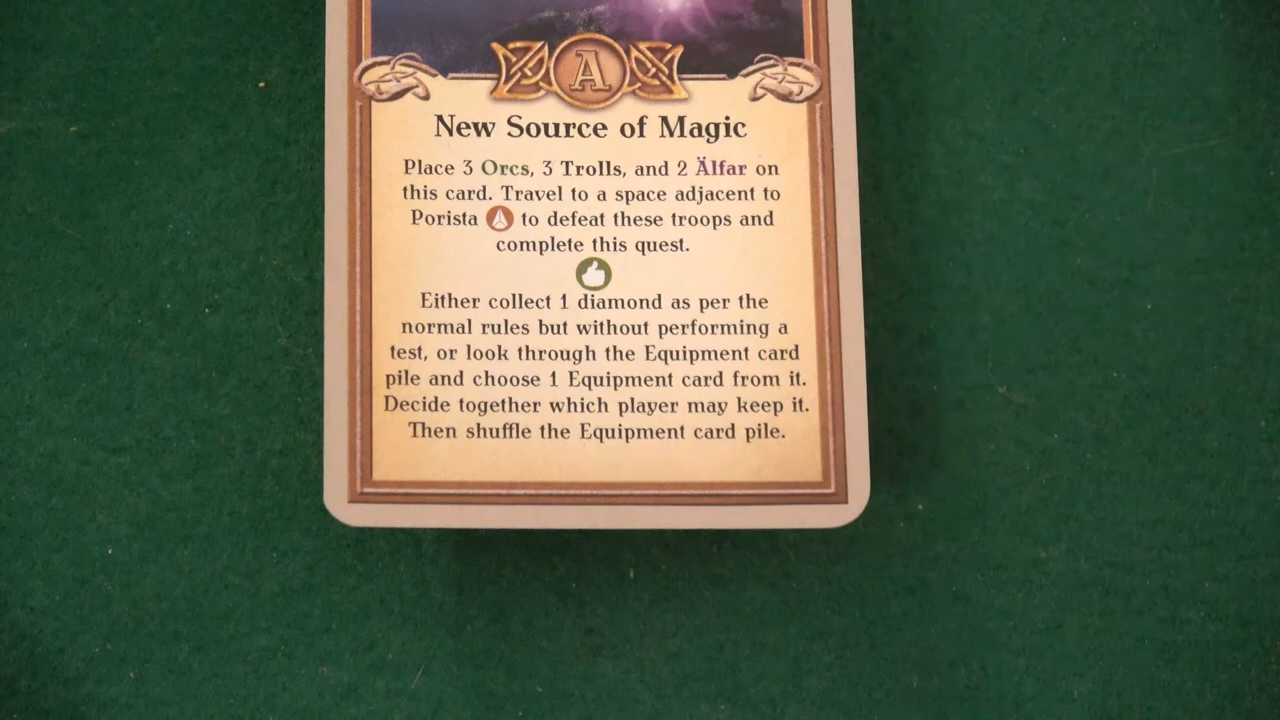 A
New Source of Magic
Place 3 Orcs, 3 Trolls, and 2 Älfar on
this card. Travel to a space adjacent to
Porista to defeat these troops and
complete this quest.
Either collect 1 diamond as per the
normal rules but without performing a
test, or look through the Equipment card
pile and choose 1 Equipment card from it.
Decide together which player may keep it.
Then shuffle the Equipment card pile.